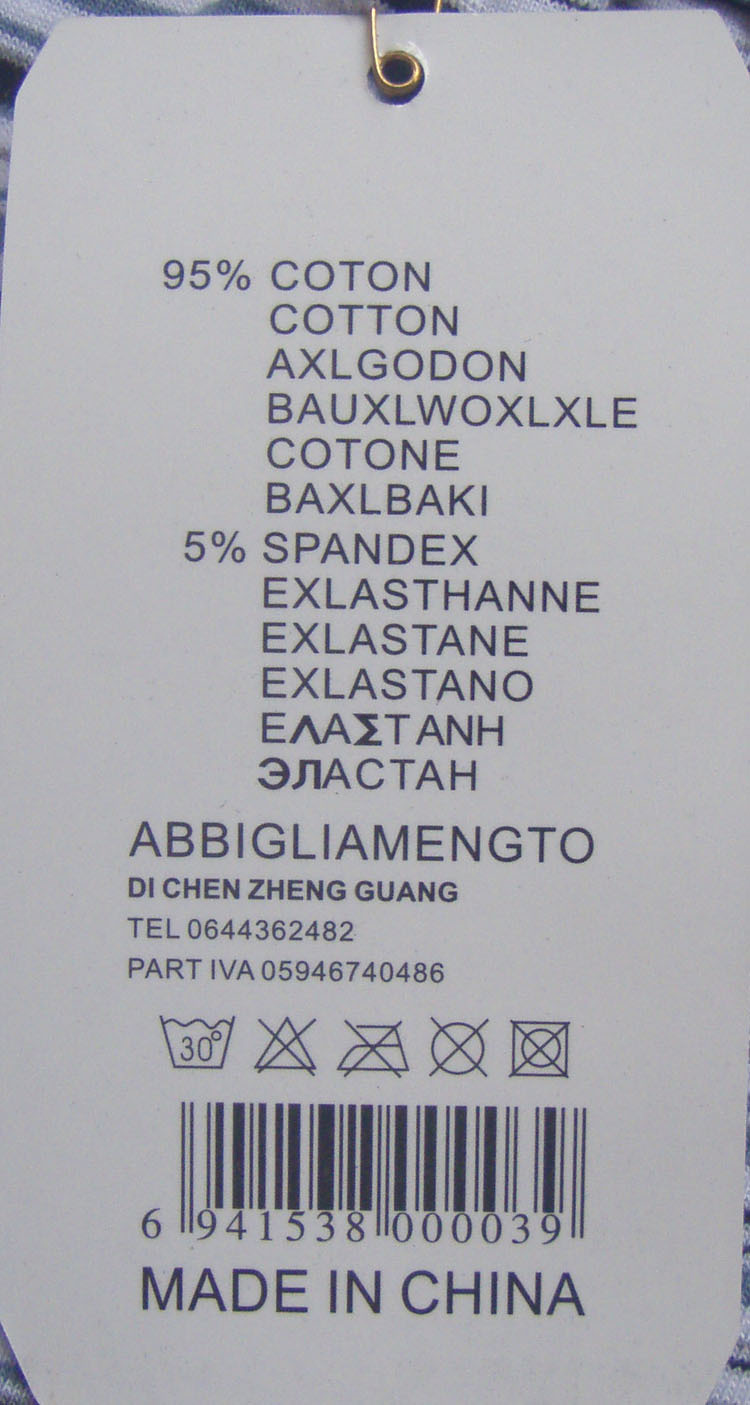 95% COTON
COTTON
AXLGODON
BAUXLWOXLXLE
COTONE
BAXLBAKI
5% SPANDEX
EXLASTHANNE
EXLASTANE
EXLASTANO
ΕΛΑΣΤΑΝΗ
ЭЛАСТАН
ABBIGLIAMENGTO
DI CHEN ZHENG GUANG
TEL 0644362482
PART IVA 05946740486
30°
6 941538 000039
MADE IN CHINA